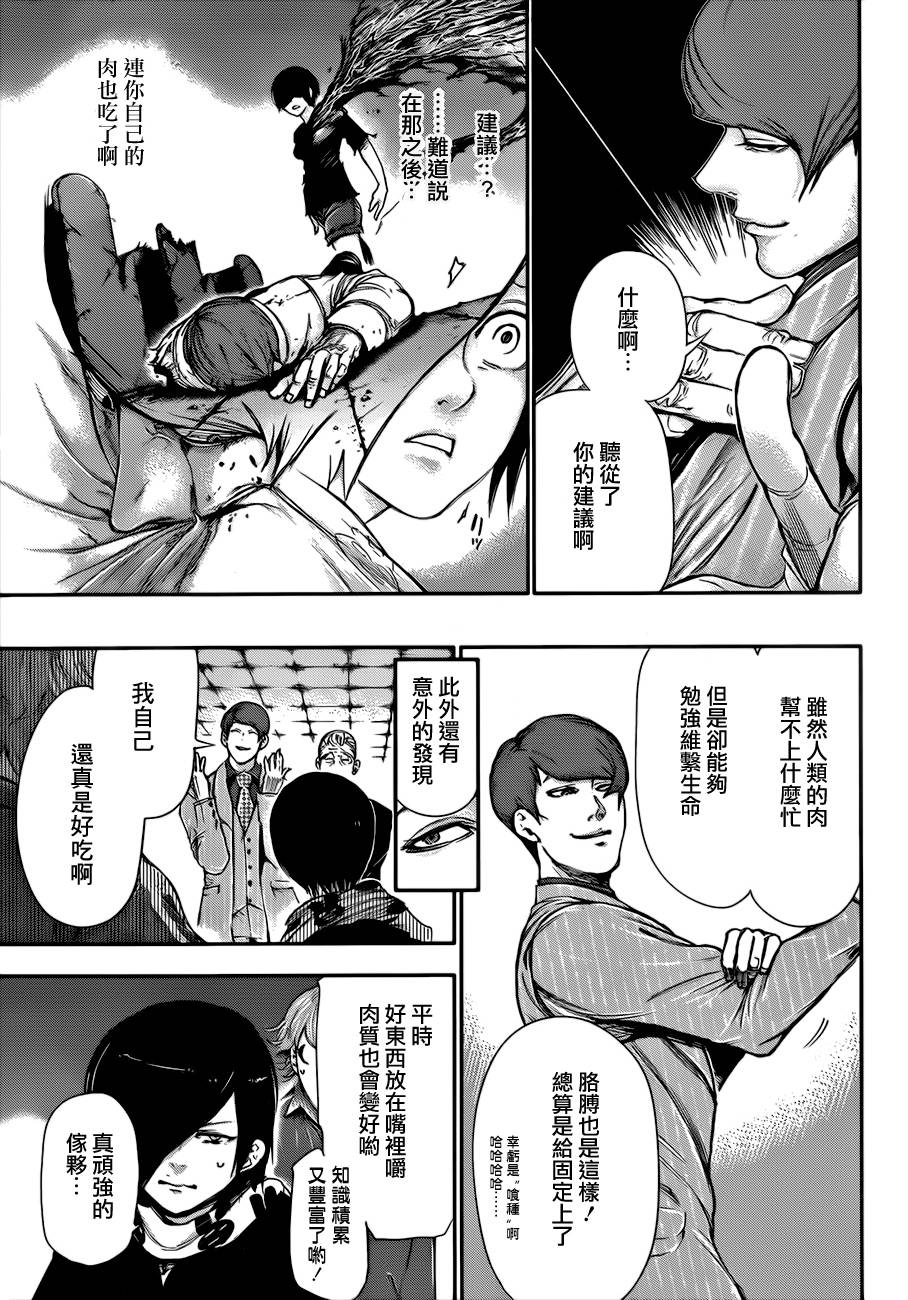 什麼啊…
聽從了
你的建議啊
建議…？
……難道説
在那之後…
連你自己的
肉也吃了啊
雖然人類的肉
幫不上什麼忙
但是卻能夠
勉強維繫生命
胳膊也是這樣！
總算是給固定上了
幸虧是〝喰種〞啊
哈哈哈哈……
此外還有
意外的發現
我自己
還真是好吃啊
平時
好東西放在嘴裡嚼
肉質也會變好喲
知識積累
又豐富了喲！
真頑強的
傢夥…